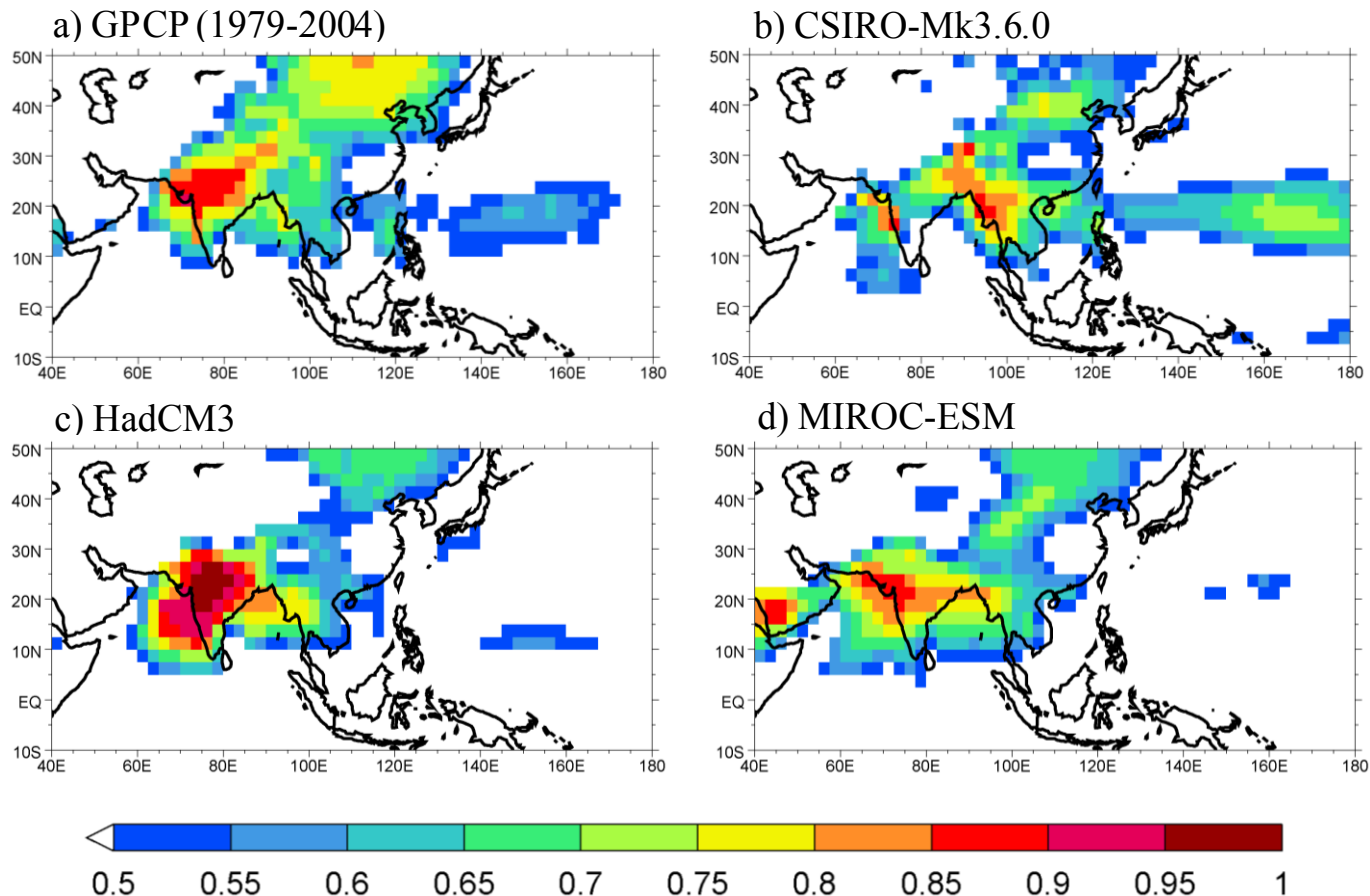 a) GPCP (1979-2004)
b) CSIRO-Mk3.6.0
50N
40N
30N
20N
10N
EQ
10S
40E 60E 80E 100E 120E 140E 160E 180
50N
40N
30N
20N
10N
EQ
10S
40E 60E 80E 100E 120E 140E 160E 180
c) HadCM3
d) MIROC-ESM
50N
40N
30N
20N
10N
EQ
10S
40E 60E 80E 100E 120E 140E 160E 180
50N
40N
30N
20N
10N
EQ
10S
40E 60E 80E 100E 120E 140E 160E 180
0.5 0.55 0.6 0.65 0.7 0.75 0.8 0.85 0.9 0.95 1